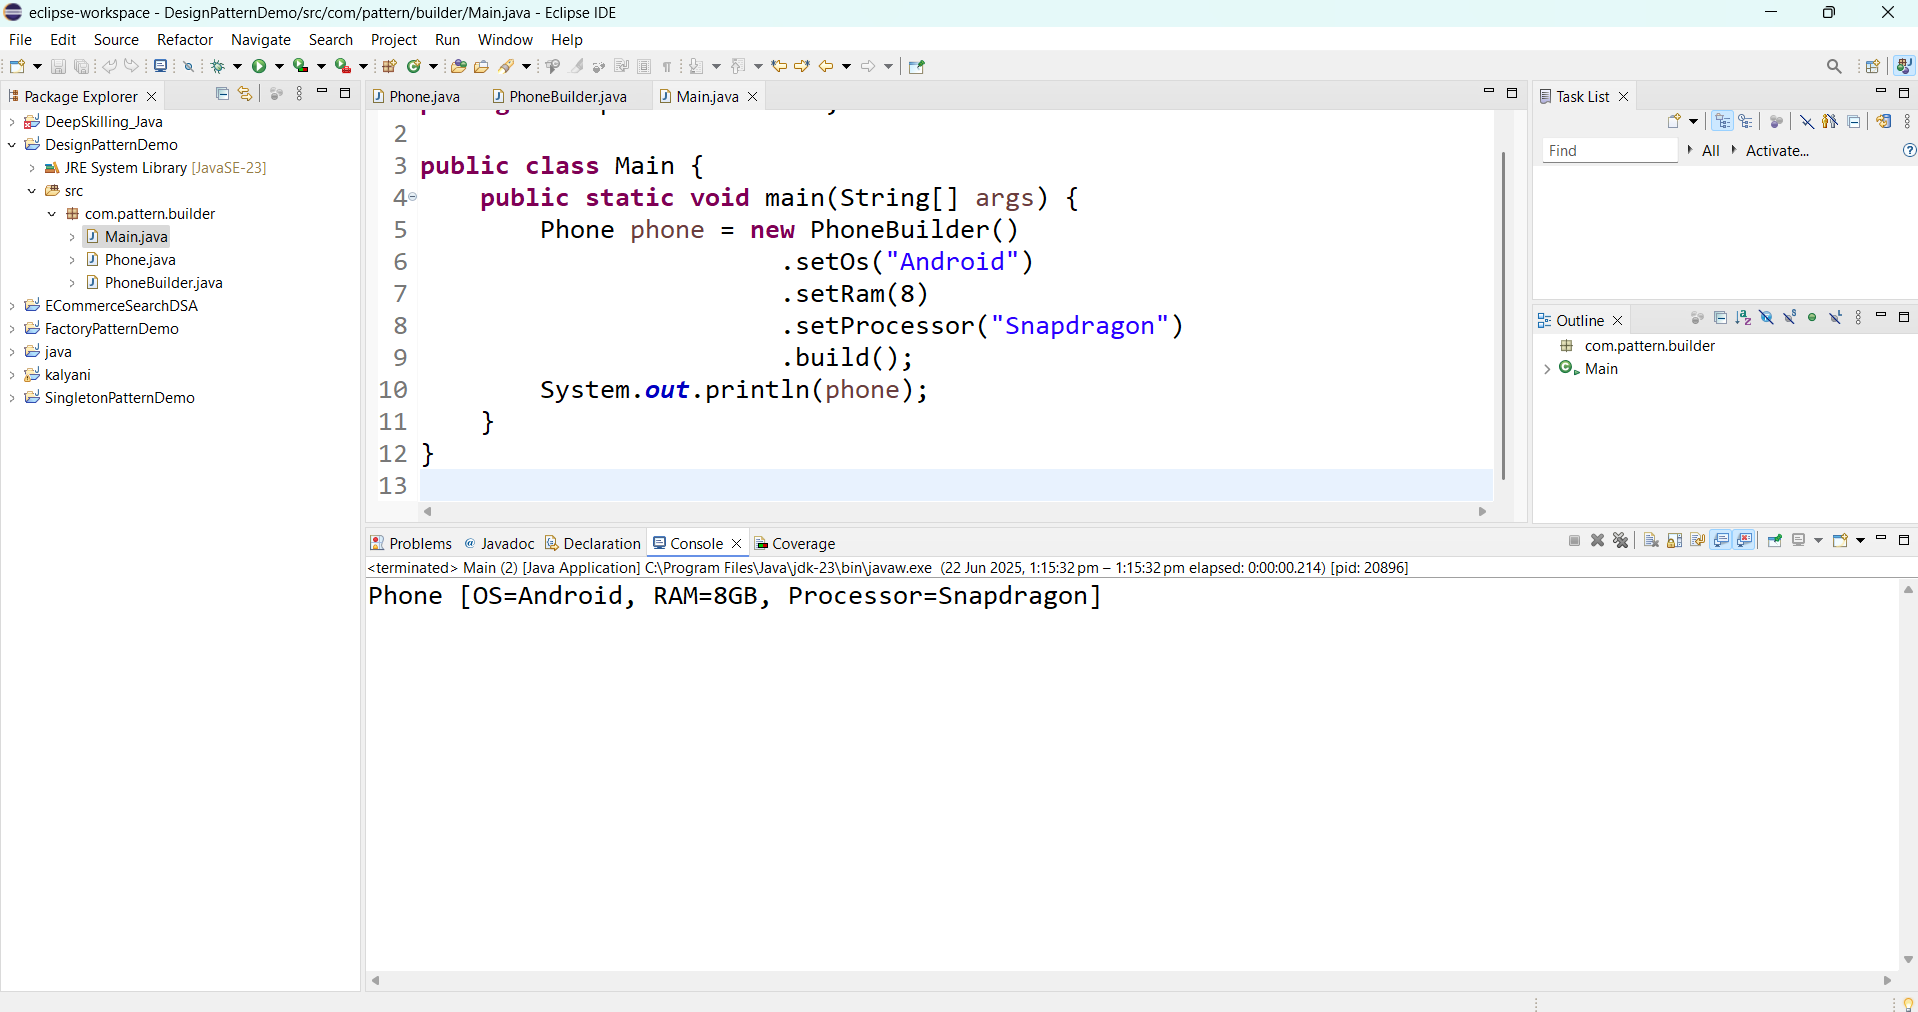 eclipse-workspace - DesignPatternDemo/src/com/pattern/builder/Main.java - Eclipse IDE
File Edit Source Refactor Navigate Search Project Run Window Help
Package Explorer
DeepSkilling_Java
DesignPatternDemo
JRE System Library [JavaSE-23]
src
com.pattern.builder
Main.java
Phone.java
PhoneBuilder.java
ECommerceSearchDSA
FactoryPatternDemo
java
kalyani
SingletonPatternDemo
Phone.java PhoneBuilder.java Main.java
2
3 public class Main {
4 public static void main(String[] args) {
5 Phone phone = new PhoneBuilder()
6 .setOs("Android")
7 .setRam(8)
8 .setProcessor("Snapdragon")
9 .build();
10 System.out.println(phone);
11 }
12 }
13
Task List
Find All Activate...
Outline
com.pattern.builder
Main
Problems Javadoc Declaration Console Coverage
<terminated> Main (2) [Java Application] C:\Program Files\Java\jdk-23\bin\javaw.exe (22 Jun 2025, 1:15:32 pm – 1:15:32 pm elapsed: 0:00:00.214) [pid: 20896]
Phone [OS=Android, RAM=8GB, Processor=Snapdragon]